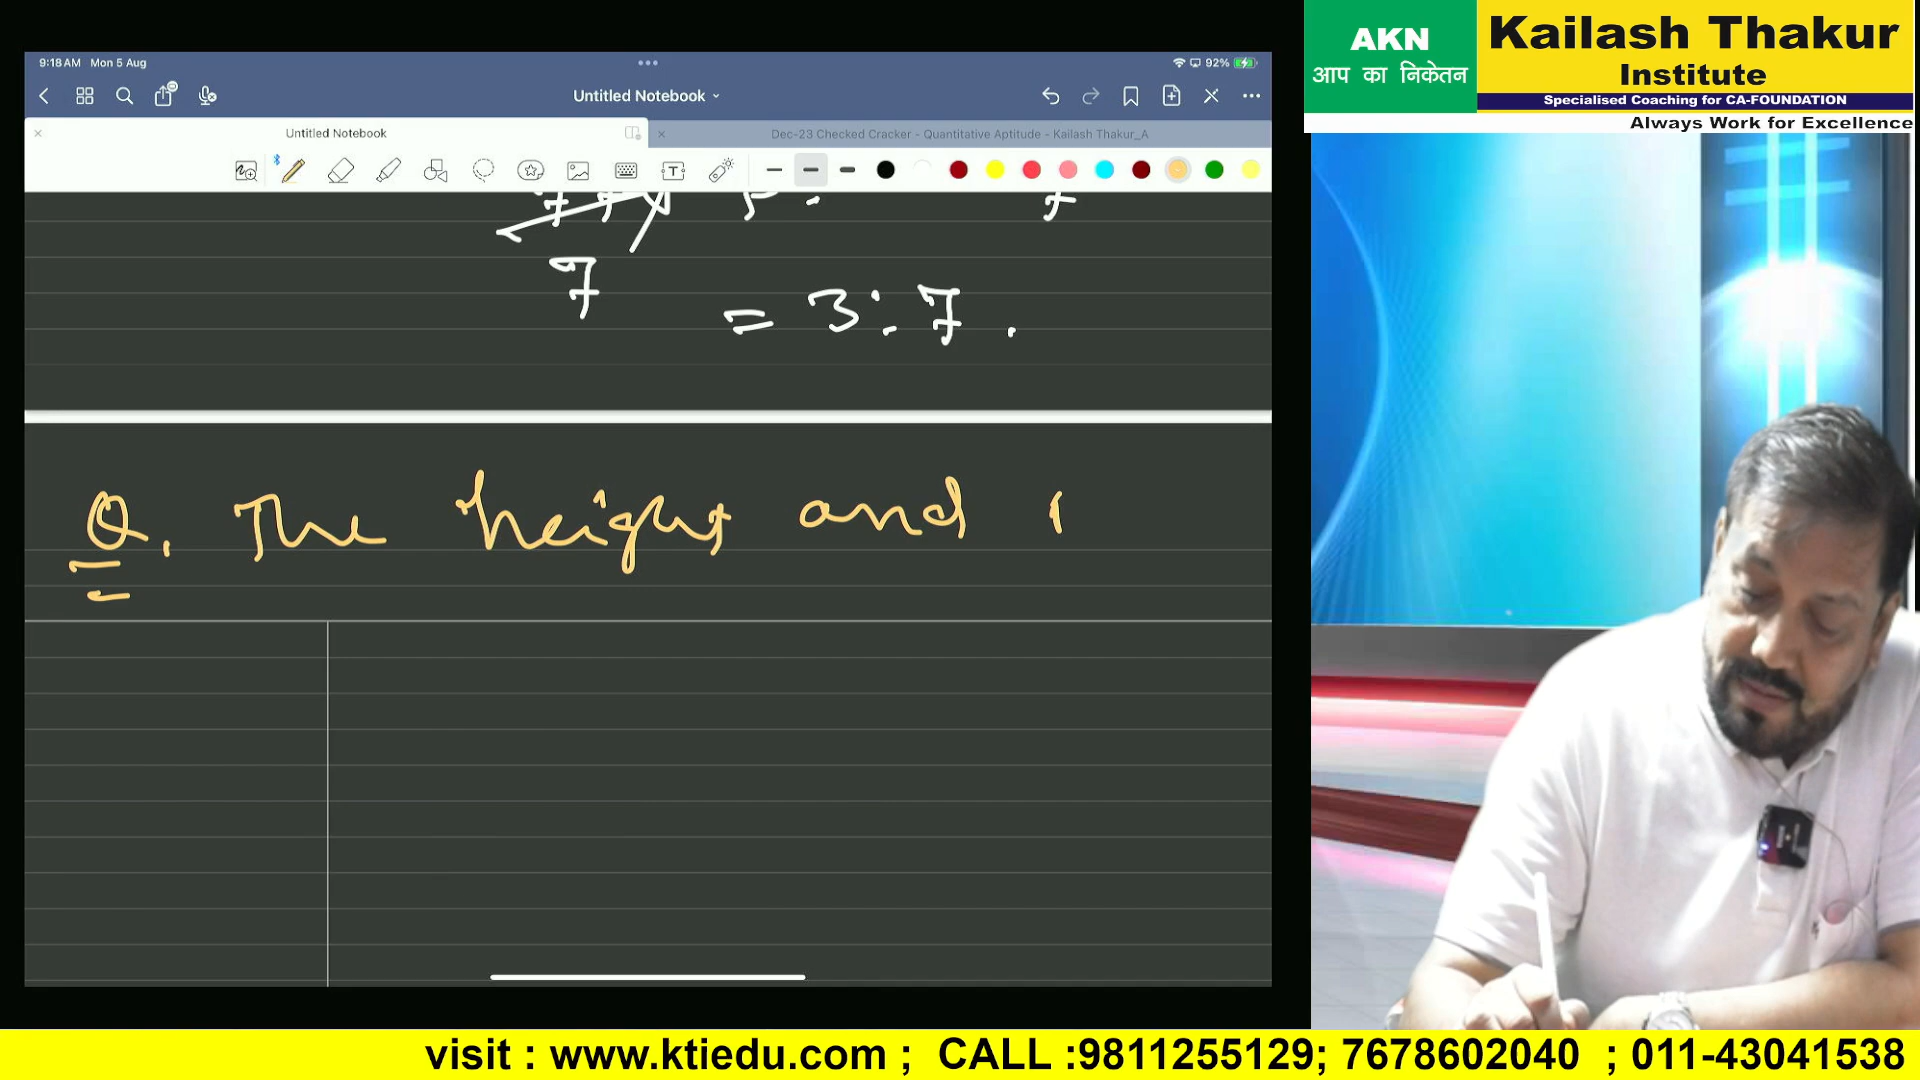 AKN
आप का निकेतन
Kailash Thakur
Institute
Specialised Coaching for CA-FOUNDATION
Always Work for Excellence
9:18 AM Mon 5 Aug
92%
Untitled Notebook
Untitled Notebook
Dec-23 Checked Cracker - Quantitative Aptitude - Kailash Thakur_A
7
= 3:7.
Q. The height and
visit : www.ktiedu.com ; CALL :9811255129; 7678602040 ; 011-43041538